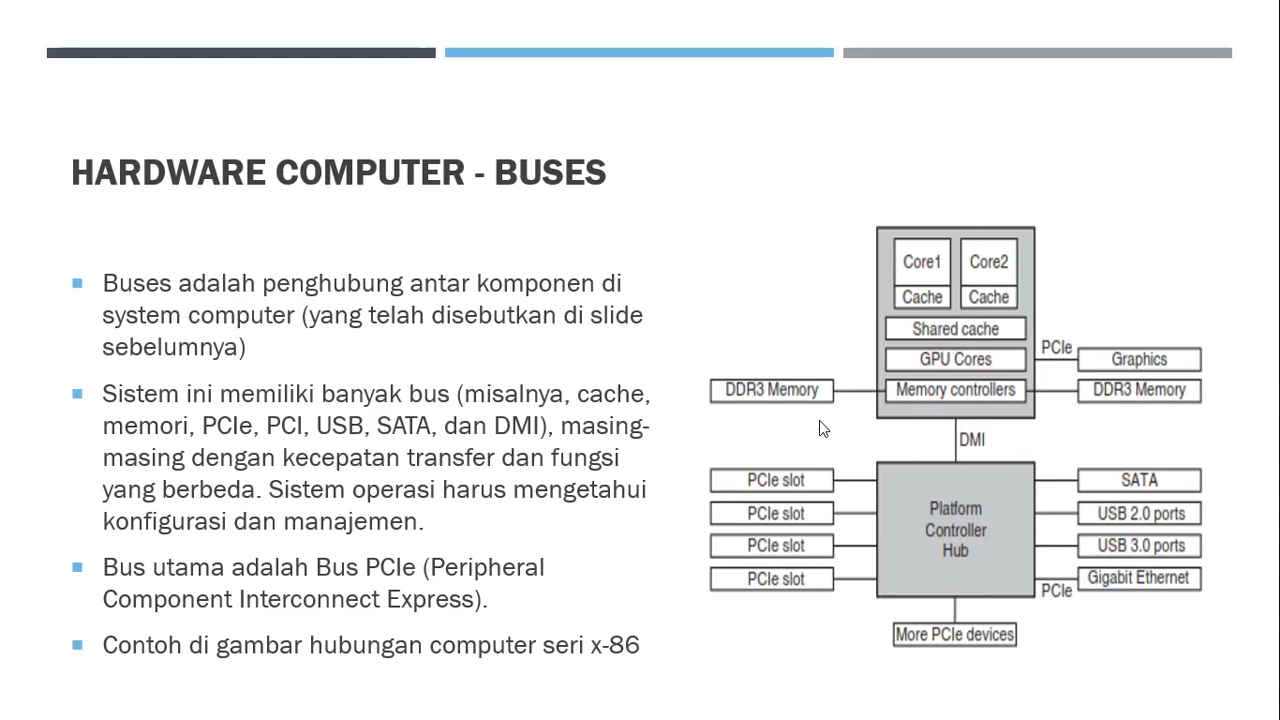 HARDWARE COMPUTER - BUSES
Buses adalah penghubung antar komponen di
system computer (yang telah disebutkan di slide
sebelumnya)
Sistem ini memiliki banyak bus (misalnya, cache,
memori, PCIe, PCI, USB, SATA, dan DMI), masing-
masing dengan kecepatan transfer dan fungsi
yang berbeda. Sistem operasi harus mengetahui
konfigurasi dan manajemen.
Bus utama adalah Bus PCIe (Peripheral
Component Interconnect Express).
Contoh di gambar hubungan computer seri x-86
Core1
Core2
Cache
Cache
Shared cache
GPU Cores
PCIe
Graphics
DDR3 Memory
Memory controllers
DDR3 Memory
DMI
PCIe slot
PCIe slot
PCIe slot
PCIe slot
Platform
Controller
Hub
SATA
USB 2.0 ports
USB 3.0 ports
Gigabit Ethernet
PCIe
More PCIe devices